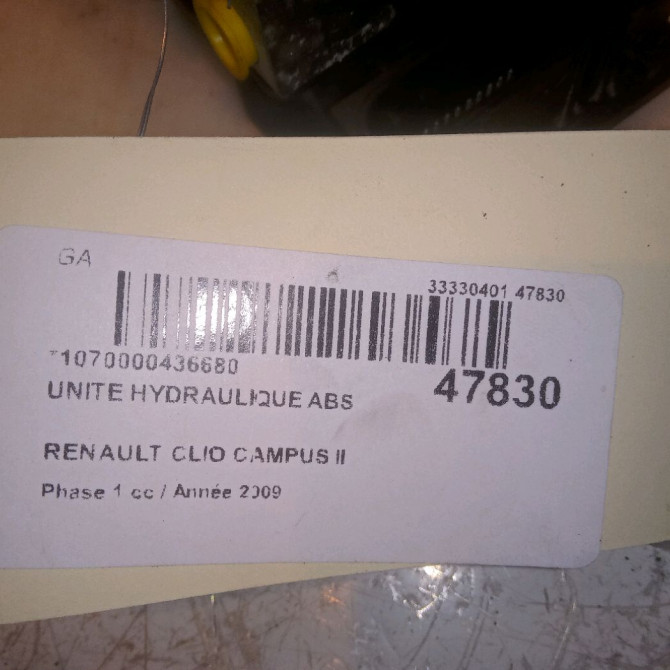 GA
33330401 47830
*1070000436680
47830
UNITE HYDRAULIQUE ABS
RENAULT CLIO CAMPUS II
Phase 1 cc / Année 2009